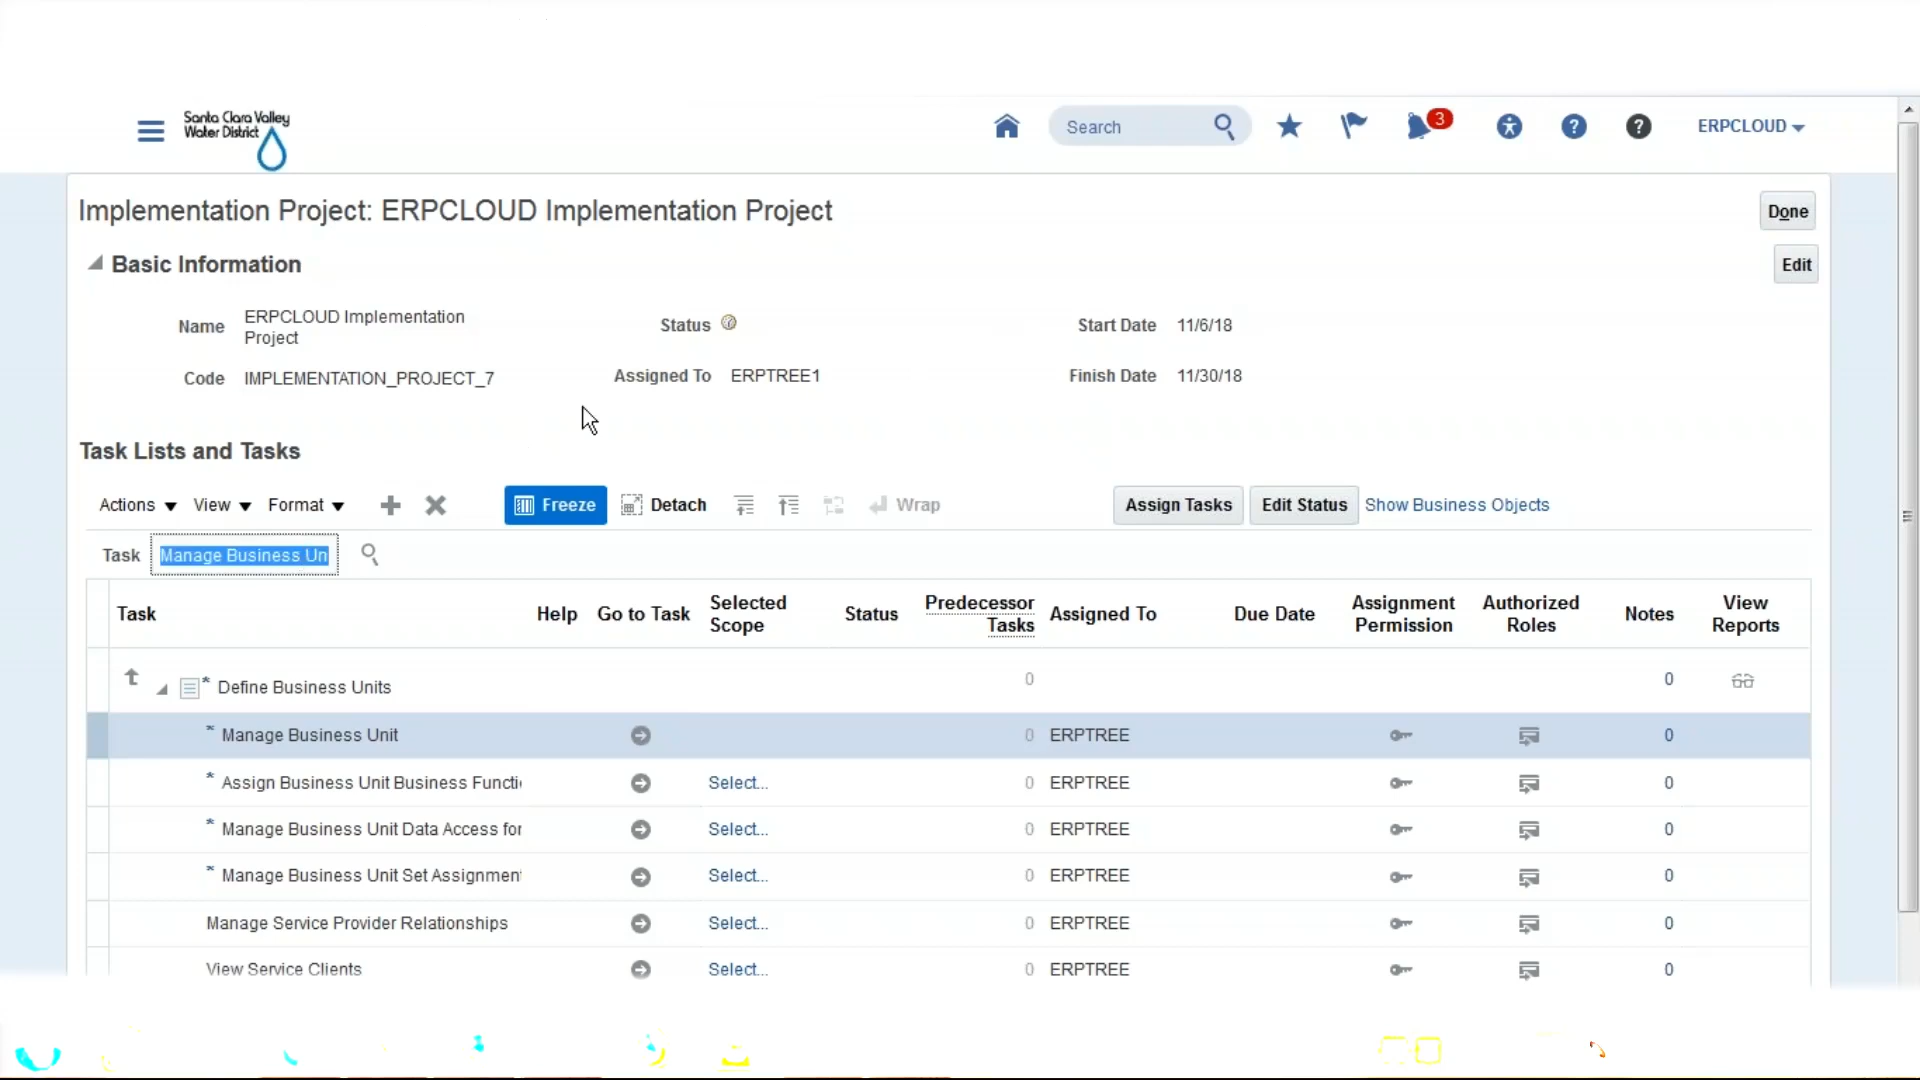 Santa Clara Valley
Water District
Search
3
?
?
ERPCLOUD
Implementation Project: ERPCLOUD Implementation Project
Done
Basic Information
Edit
Name ERPCLOUD Implementation Project
Status
Start Date 11/6/18
Code IMPLEMENTATION_PROJECT_7
Assigned To ERPTREE1
Finish Date 11/30/18
Task Lists and Tasks
Actions View Format Freeze Detach Wrap Assign Tasks Edit Status Show Business Objects
Task Manage Business Un
Task Help Go to Task Selected Scope Status Predecessor Tasks Assigned To Due Date Assignment Permission Authorized Roles Notes View Reports
* Define Business Units 0 0
* Manage Business Unit 0 ERPTREE 0
* Assign Business Unit Business Functi Select... 0 ERPTREE 0
* Manage Business Unit Data Access for Select... 0 ERPTREE 0
* Manage Business Unit Set Assignment Select... 0 ERPTREE 0
Manage Service Provider Relationships Select... 0 ERPTREE 0
View Service Clients Select... 0 ERPTREE 0